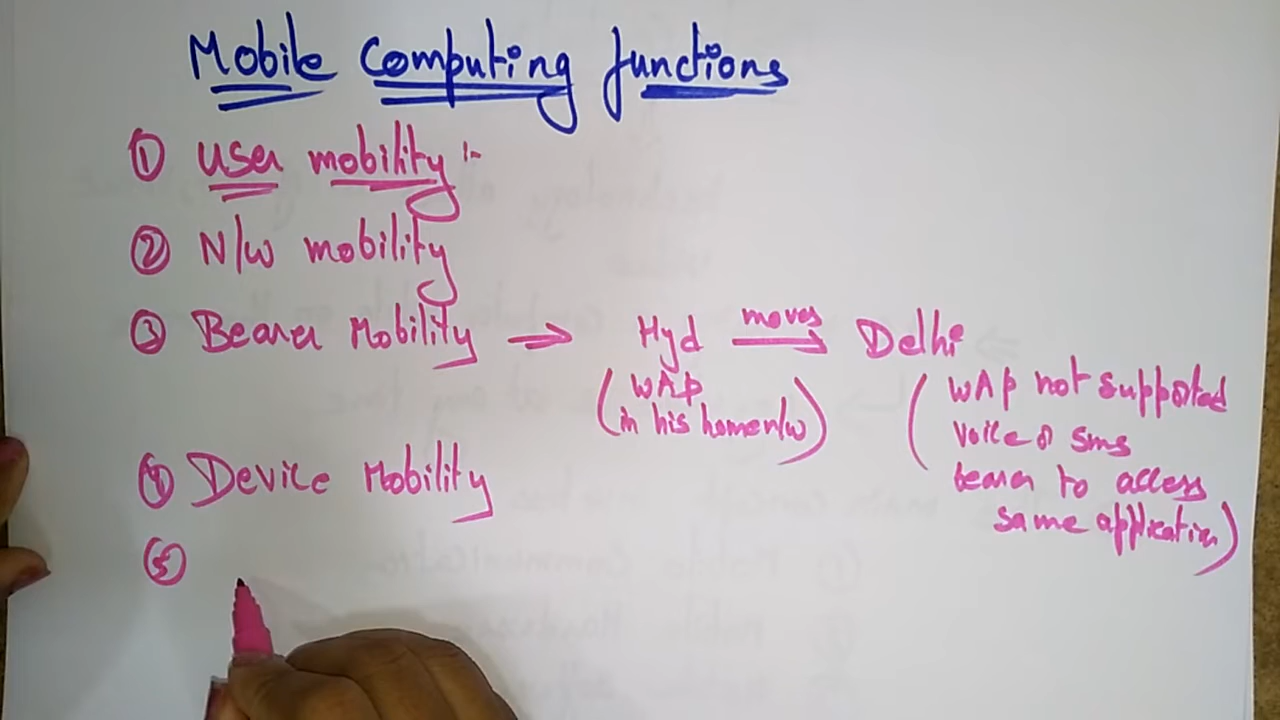 Mobile Computing functions
① User mobility :-
② N/w mobility
③ Bearer Mobility → Hyd moves Delhi
(WAP in his home n/w)
(WAP not supported
voice or sms
bearer to access
same application)
④ Device Mobility
⑤